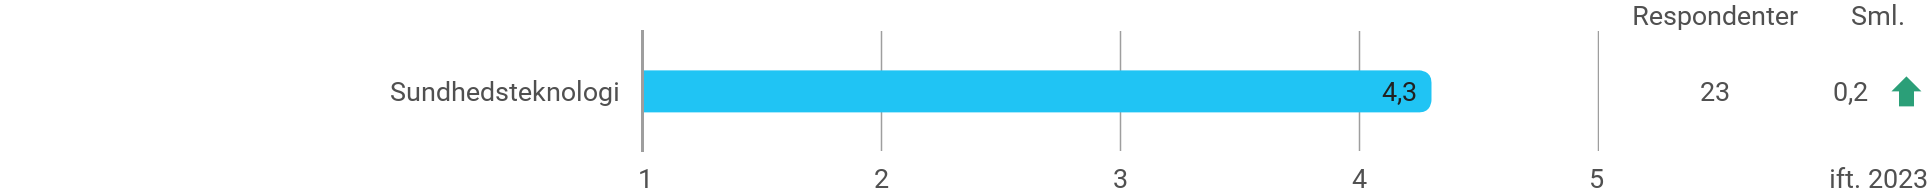 Respondenter Sml.
Sundhedsteknologi 4,3 23 0,2
1 2 3 4 5 ift. 2023